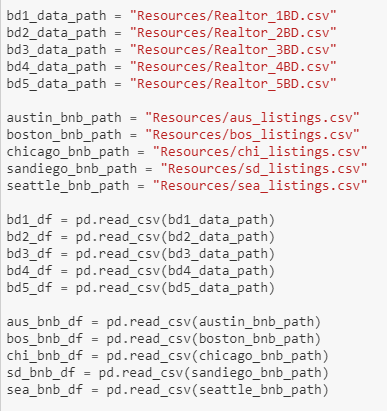 bd1_data_path = "Resources/Realtor_1BD.csv"
bd2_data_path = "Resources/Realtor_2BD.csv"
bd3_data_path = "Resources/Realtor_3BD.csv"
bd4_data_path = "Resources/Realtor_4BD.csv"
bd5_data_path = "Resources/Realtor_5BD.csv"
austin_bnb_path = "Resources/aus_listings.csv"
boston_bnb_path = "Resources/bos_listings.csv"
chicago_bnb_path = "Resources/chi_listings.csv"
sandiego_bnb_path = "Resources/sd_listings.csv"
seattle_bnb_path = "Resources/sea_listings.csv"
bd1_df = pd.read_csv(bd1_data_path)
bd2_df = pd.read_csv(bd2_data_path)
bd3_df = pd.read_csv(bd3_data_path)
bd4_df = pd.read_csv(bd4_data_path)
bd5_df = pd.read_csv(bd5_data_path)
aus_bnb_df = pd.read_csv(austin_bnb_path)
bos_bnb_df = pd.read_csv(boston_bnb_path)
chi_bnb_df = pd.read_csv(chicago_bnb_path)
sd_bnb_df = pd.read_csv(sandiego_bnb_path)
sea_bnb_df = pd.read_csv(seattle_bnb_path)